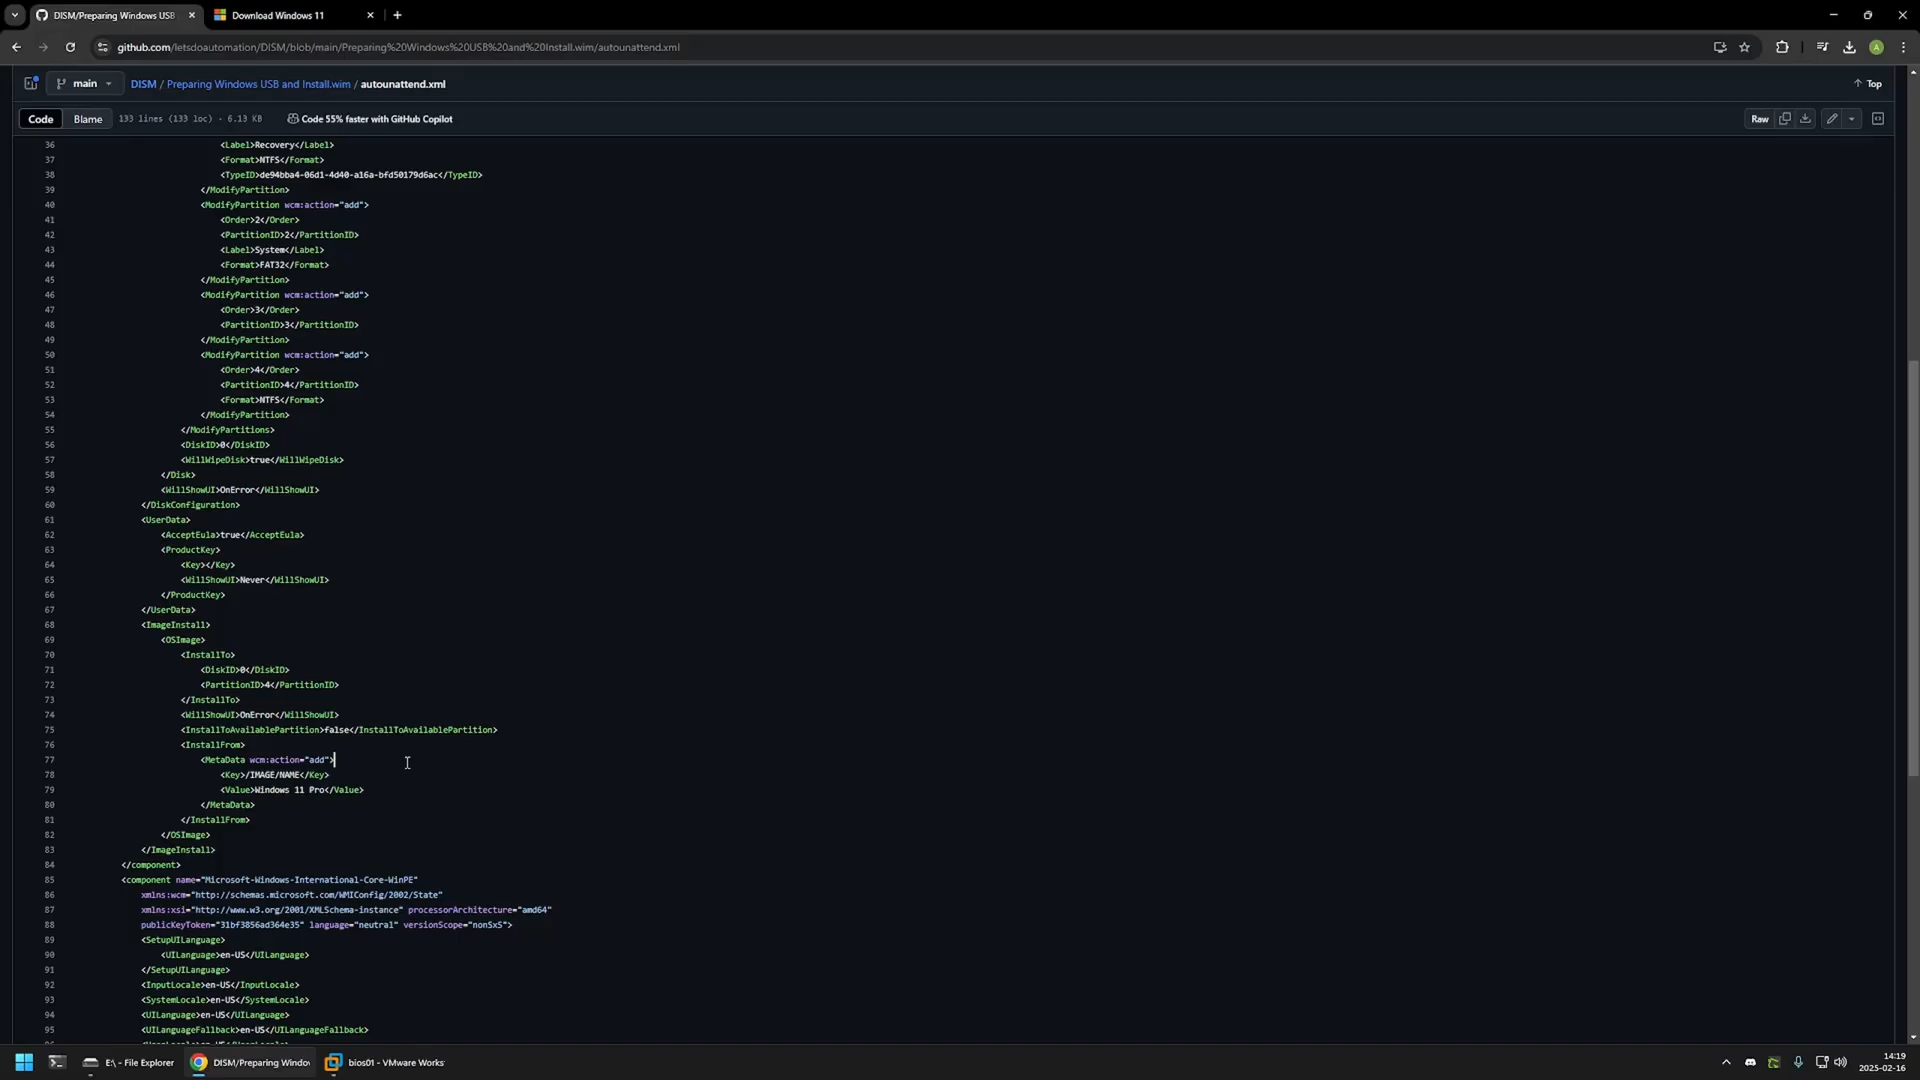 DISM/Preparing Windows USB
Download Windows 11
github.com/letsdoautomation/DISM/blob/main/Preparing%20Windows%20USB%20and%20Install.wim/autounattend.xml
A
main
DISM / Preparing Windows USB and Install.wim / autounattend.xml
Top
Code
Blame
133 lines (133 loc) · 6.13 KB
Code 55% faster with GitHub Copilot
Raw
36 <Label>Recovery</Label>
37 <Format>NTFS</Format>
38 <TypeID>de94bba4-06d1-4d40-a16a-bfd50179d6ac</TypeID>
39 </ModifyPartition>
40 <ModifyPartition wcm:action="add">
41 <Order>2</Order>
42 <PartitionID>2</PartitionID>
43 <Label>System</Label>
44 <Format>FAT32</Format>
45 </ModifyPartition>
46 <ModifyPartition wcm:action="add">
47 <Order>3</Order>
48 <PartitionID>3</PartitionID>
49 </ModifyPartition>
50 <ModifyPartition wcm:action="add">
51 <Order>4</Order>
52 <PartitionID>4</PartitionID>
53 <Format>NTFS</Format>
54 </ModifyPartition>
55 </ModifyPartitions>
56 <DiskID>0</DiskID>
57 <WillWipeDisk>true</WillWipeDisk>
58 </Disk>
59 <WillShowUI>OnError</WillShowUI>
60 </DiskConfiguration>
61 <UserData>
62 <AcceptEula>true</AcceptEula>
63 <ProductKey>
64 <Key></Key>
65 <WillShowUI>Never</WillShowUI>
66 </ProductKey>
67 </UserData>
68 <ImageInstall>
69 <OSImage>
70 <InstallTo>
71 <DiskID>0</DiskID>
72 <PartitionID>4</PartitionID>
73 </InstallTo>
74 <WillShowUI>OnError</WillShowUI>
75 <InstallToAvailablePartition>false</InstallToAvailablePartition>
76 <InstallFrom>
77 <MetaData wcm:action="add">
78 <Key>/IMAGE/NAME</Key>
79 <Value>Windows 11 Pro</Value>
80 </MetaData>
81 </InstallFrom>
82 </OSImage>
83 </ImageInstall>
84 </component>
85 <component name="Microsoft-Windows-International-Core-WinPE"
86 xmlns:wcm="http://schemas.microsoft.com/WMIConfig/2002/State"
87 xmlns:xsi="http://www.w3.org/2001/XMLSchema-instance" processorArchitecture="amd64"
88 publicKeyToken="31bf3856ad364e35" language="neutral" versionScope="nonSxS">
89 <SetupUILanguage>
90 <UILanguage>en-US</UILanguage>
91 </SetupUILanguage>
92 <InputLocale>en-US</InputLocale>
93 <SystemLocale>en-US</SystemLocale>
94 <UILanguage>en-US</UILanguage>
95 <UILanguageFallback>en-US</UILanguageFallback>
E:\ - File Explorer
DISM/Preparing Window
bios01 - VMware Works
14:19
2025-02-16